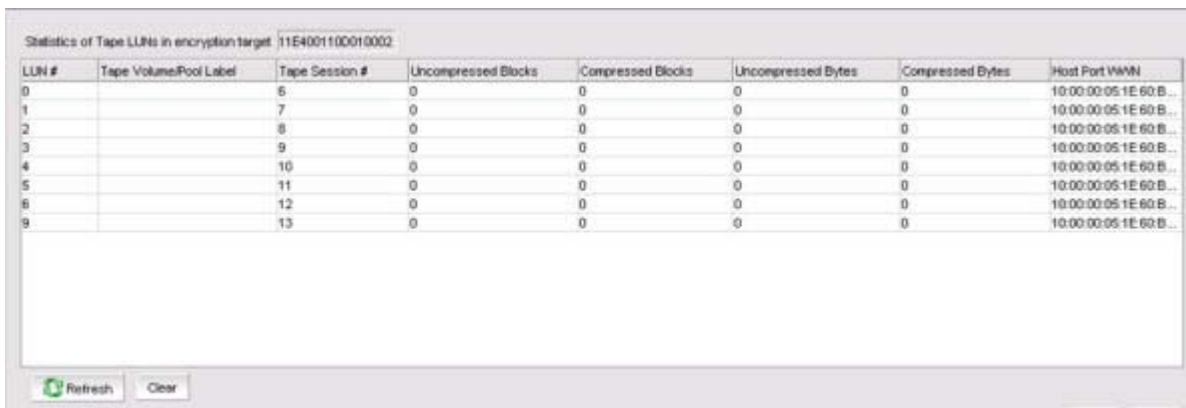 Statistics of Tape LUNs in encryption target 11E400110D010002
LUN # Tape Volume/Pool Label Tape Session # Uncompressed Blocks Compressed Blocks Uncompressed Bytes Compressed Bytes Host Port WWN
0 6 0 0 0 0 10:00:00:05:1E:60:B...
1 7 0 0 0 0 10:00:00:05:1E:60:B...
2 8 0 0 0 0 10:00:00:05:1E:60:B...
3 9 0 0 0 0 10:00:00:05:1E:60:B...
4 10 0 0 0 0 10:00:00:05:1E:60:B...
5 11 0 0 0 0 10:00:00:05:1E:60:B...
6 12 0 0 0 0 10:00:00:05:1E:60:B...
9 13 0 0 0 0 10:00:00:05:1E:60:B...
Refresh Clear